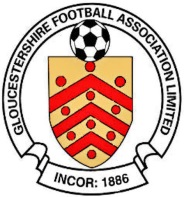 GLOUCESTERSHIRE FOOTBALL ASSOCIATION LIMITED
INCOR: 1886